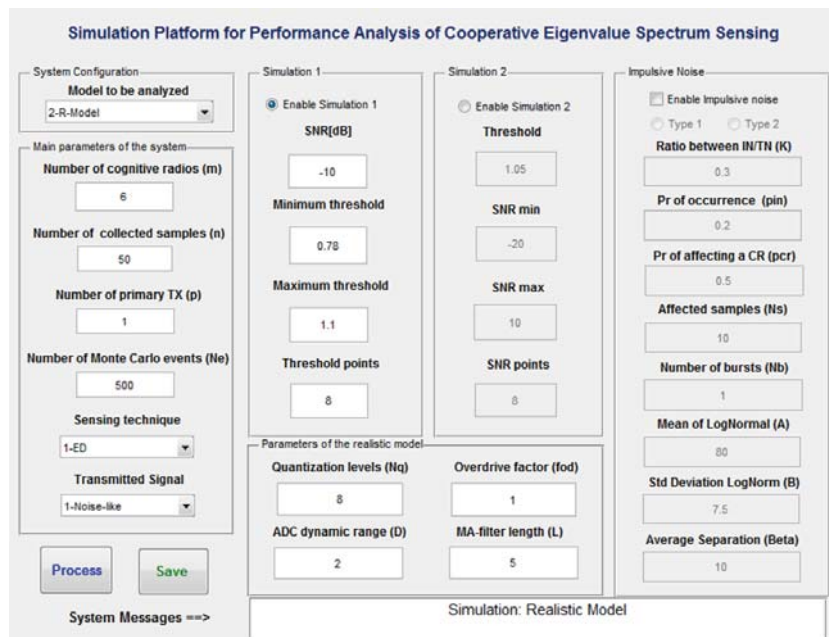 Simulation Platform for Performance Analysis of Cooperative Eigenvalue Spectrum Sensing
System Configuration
Model to be analyzed
2-R-Model
Main parameters of the system
Number of cognitive radios (m)
6
Number of collected samples (n)
50
Number of primary TX (p)
1
Number of Monte Carlo events (Ne)
500
Sensing technique
1-ED
Transmitted Signal
1-Noise-like
Process
Save
Simulation 1
Enable Simulation 1
SNR[dB]
-10
Minimum threshold
0.78
Maximum threshold
1.1
Threshold points
8
Simulation 2
Enable Simulation 2
Threshold
1.05
SNR min
-20
SNR max
10
SNR points
8
Parameters of the realistic model
Quantization levels (Nq)
8
Overdrive factor (fod)
1
ADC dynamic range (D)
2
MA-filter length (L)
5
Impulsive Noise
Enable Impulsive noise
Type 1 Type 2
Ratio between IN/TN (K)
0.3
Pr of occurrence (pin)
0.2
Pr of affecting a CR (pcr)
0.5
Affected samples (Ns)
10
Number of bursts (Nb)
1
Mean of LogNormal (A)
80
Std Deviation LogNorm (B)
7.5
Average Separation (Beta)
10
System Messages ==>
Simulation: Realistic Model